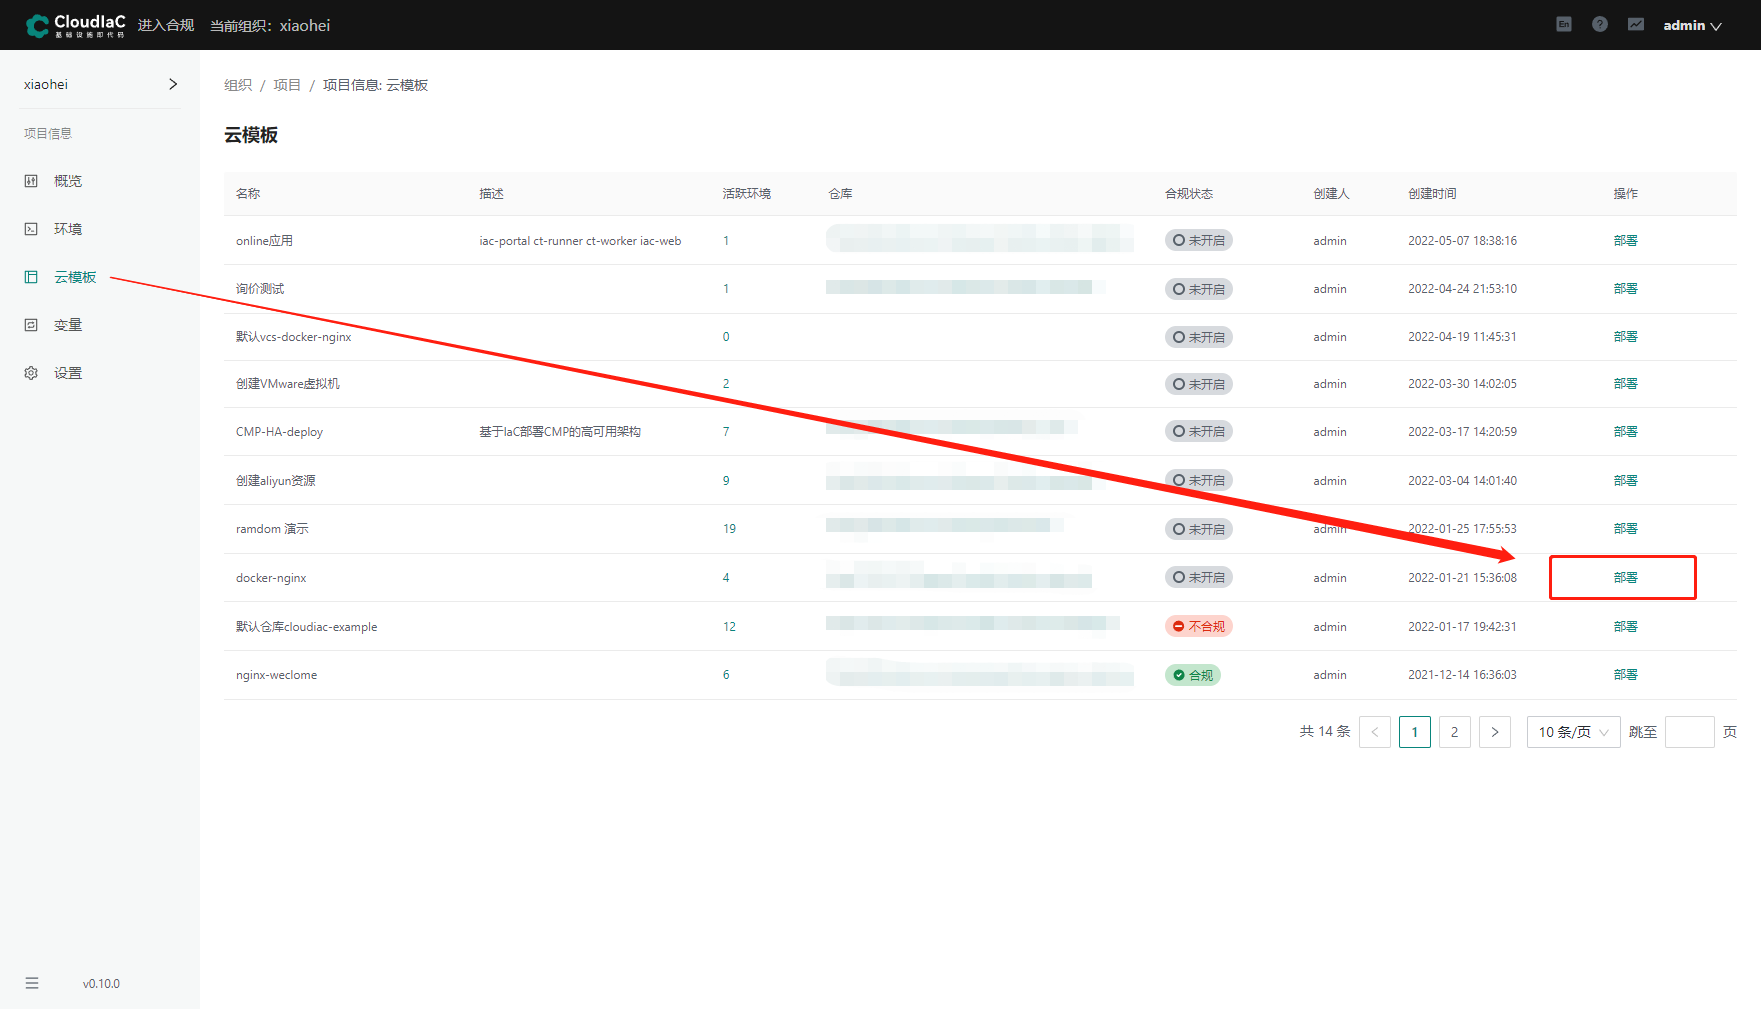 CloudIaC
基础设施即代码
进入合规 当前组织: xiaohei
En
admin
xiaohei
组织 / 项目 / 项目信息: 云模板
项目信息
云模板
概览
环境
云模板
变量
设置
名称 描述 活跃环境 仓库 合规状态 创建人 创建时间 操作
online应用 iac-portal ct-runner ct-worker iac-web 1 未开启 admin 2022-05-07 18:38:16 部署
询价测试 1 未开启 admin 2022-04-24 21:53:10 部署
默认vcs-docker-nginx 0 未开启 admin 2022-04-19 11:45:31 部署
创建VMware虚拟机 2 未开启 admin 2022-03-30 14:02:05 部署
CMP-HA-deploy 基于IaC部署CMP的高可用架构 7 未开启 admin 2022-03-17 14:20:59 部署
创建aliyun资源 9 未开启 admin 2022-03-04 14:01:40 部署
ramdom 演示 19 未开启 admin 2022-01-25 17:55:53 部署
docker-nginx 4 未开启 admin 2022-01-21 15:36:08 部署
默认仓库cloudiac-example 12 不合规 admin 2022-01-17 19:42:31 部署
nginx-weclome 6 合规 admin 2021-12-14 16:36:03 部署
共 14 条 < 1 2 > 10 条/页 跳至 页
v0.10.0